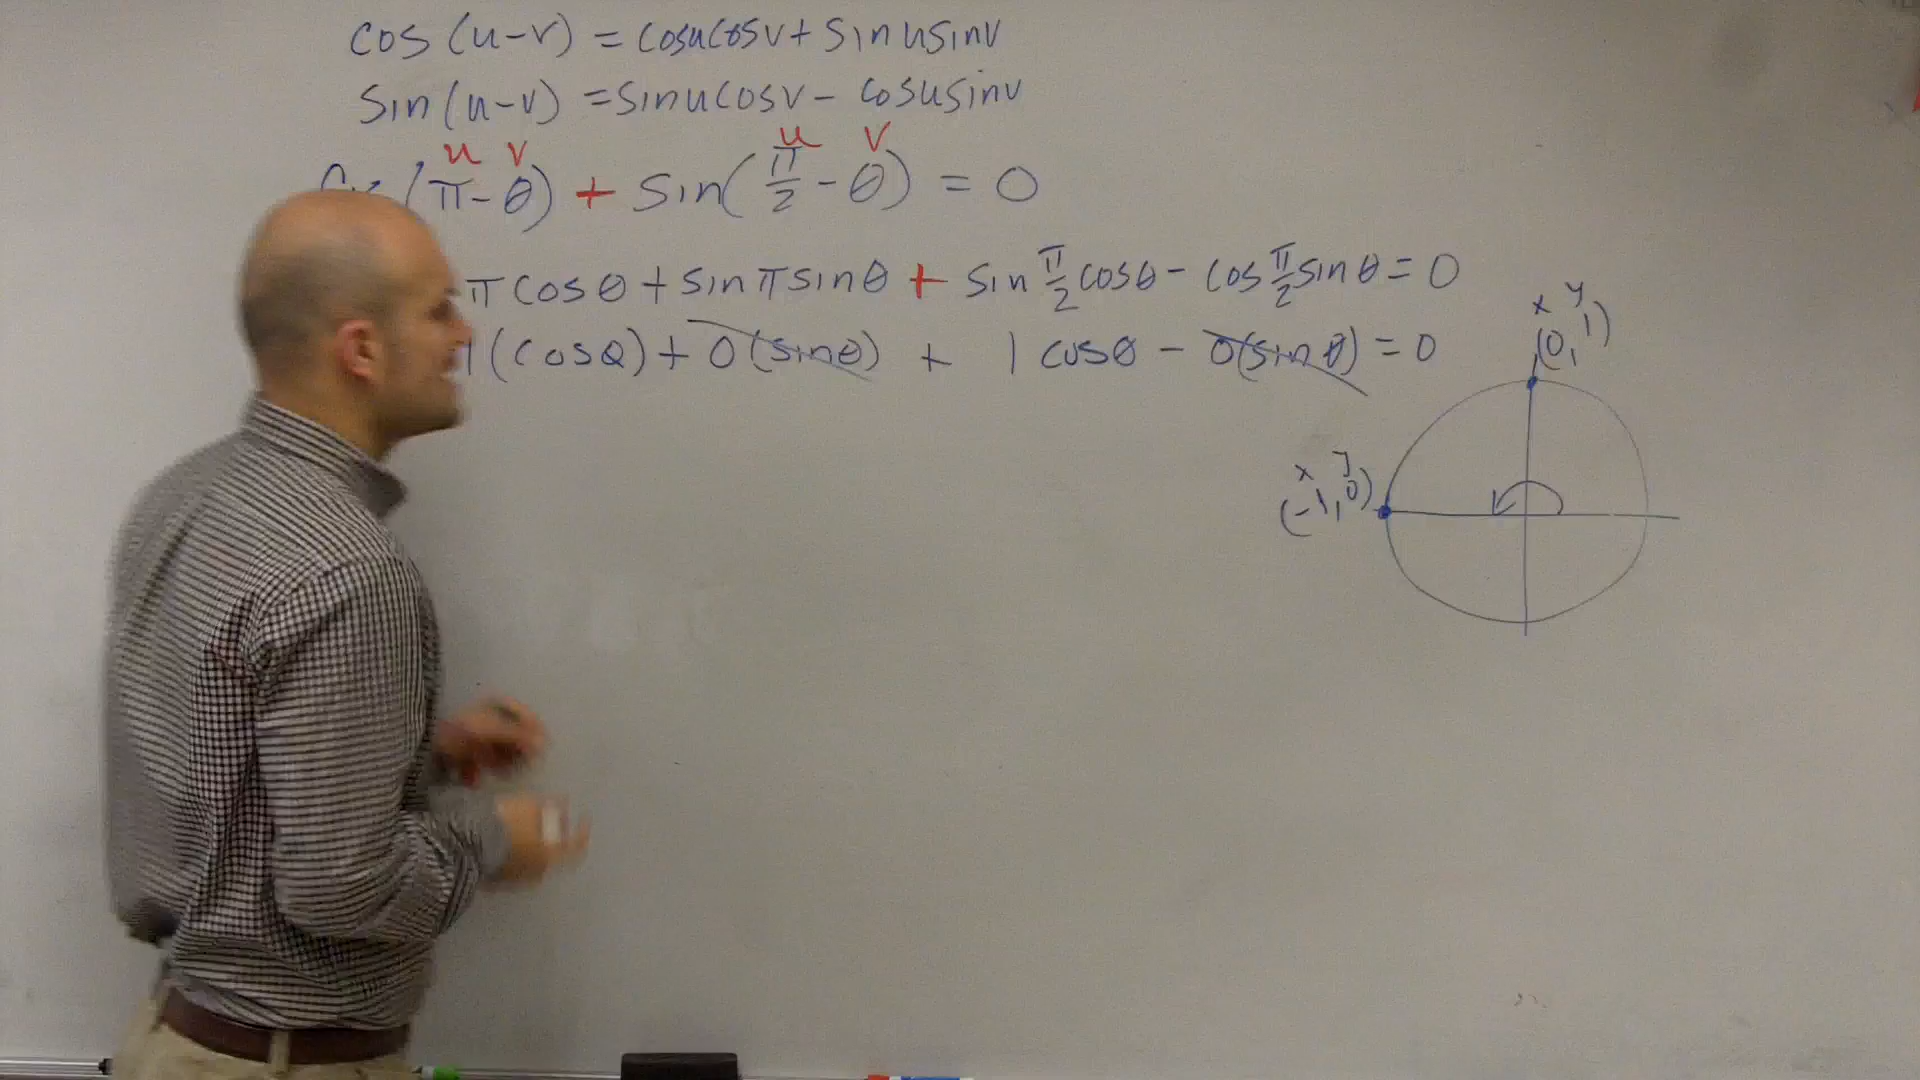 cos (u-v) = cosucosv + sinusinv
sin (u-v) = sinucosv - cosusinv
u v u V
(π - θ) + sin(π/2 - θ) = 0
π cosθ + sinπsinθ + sin π/2 cosθ - cos π/2 sinθ = 0
1(cosθ) + 0(sinθ) + 1 cosθ - 0(sinθ) = 0
x y
(0, 1)
x y
(-1, 0)